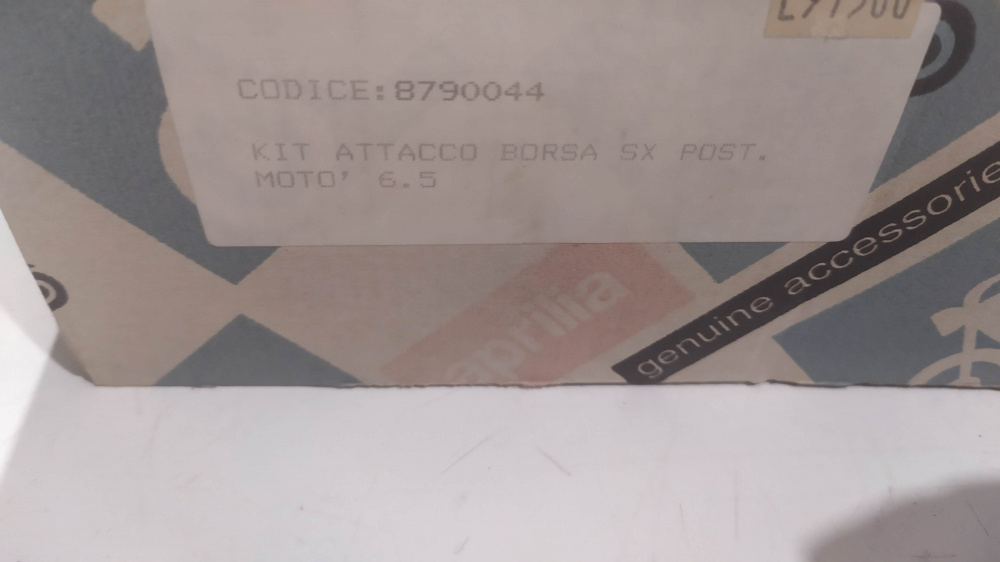 CODICE:8790044
KIT ATTACCO BORSA SX POST.
MOTO' 6.5
aprilia
genuine accessorie